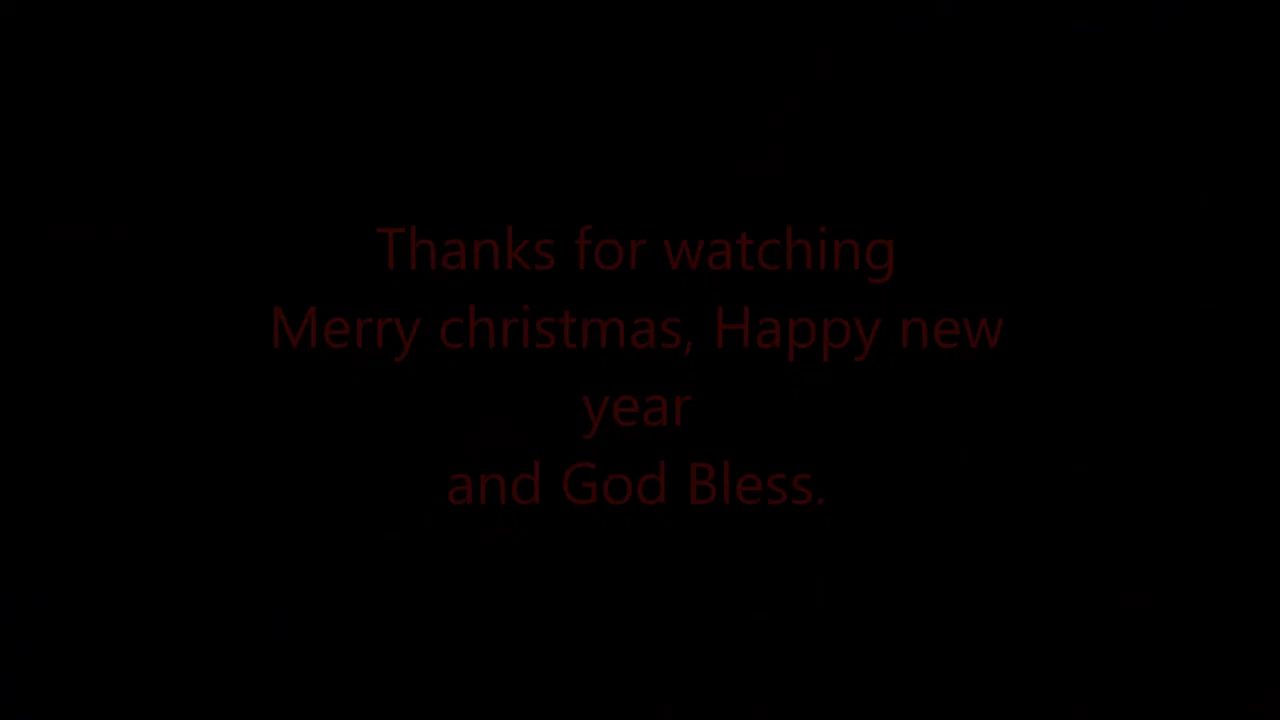 Thanks for watching
Merry christmas, Happy new
year
and God Bless.